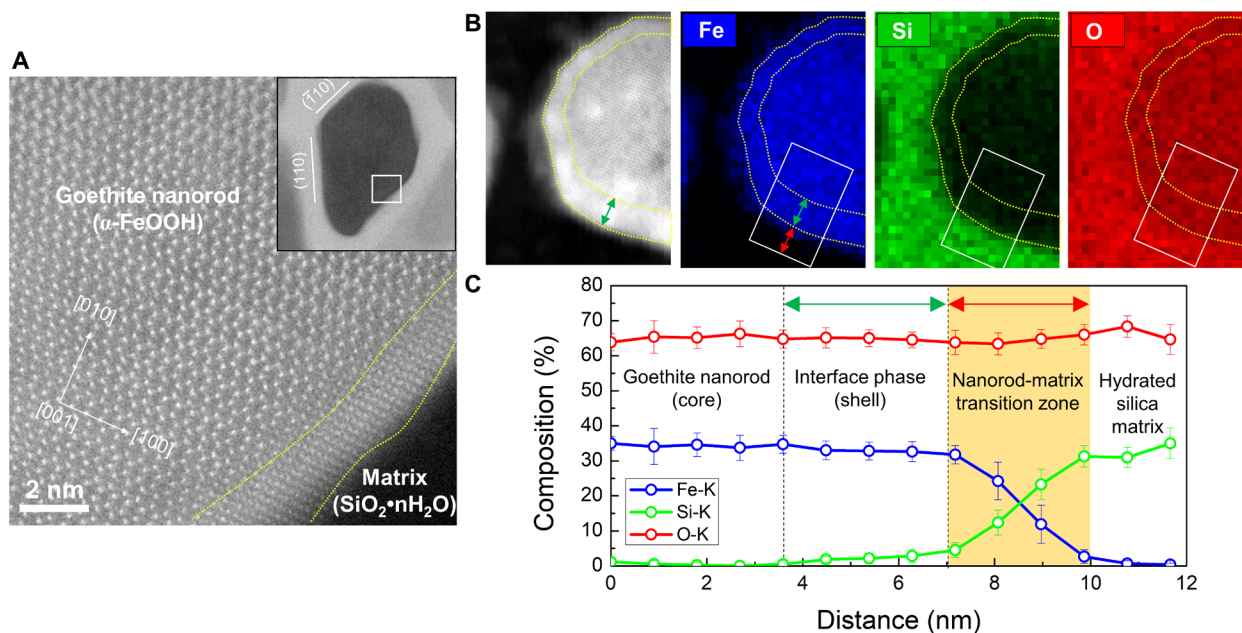 A
Goethite nanorod
(α-FeOOH)
(1̄10)
(110)
[010]
[001]
[100]
2 nm
Matrix
(SiO₂•nH₂O)
B
Fe
Si
O
C
80
70
60
50
40
30
20
10
0
Composition (%)
Goethite nanorod
(core)
Interface phase
(shell)
Nanorod-matrix
transition zone
Hydrated
silica
matrix
Fe-K
Si-K
O-K
0 2 4 6 8 10 12
Distance (nm)